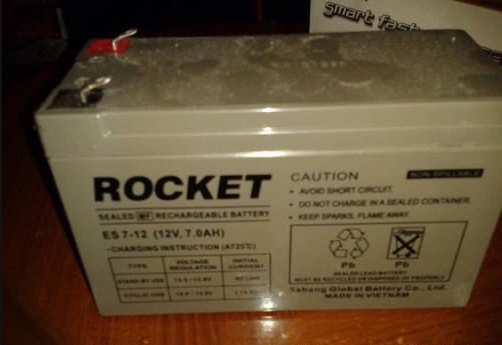 smart fast
ROCKET
SEALED MF RECHARGEABLE BATTERY
ES 7-12 (12V, 7.0AH)
• CHARGING INSTRUCTION (AT25℃)
TYPE VOLTAGE REGULATION INITIAL CURRENT
STAND-BY USE
CYCLIC USE
CAUTION NON-SPILLABLE
• AVOID SHORT CIRCUIT.
• DO NOT CHARGE IN A SEALED CONTAINER.
• KEEP SPARKS, FLAME AWAY.
Pb Pb
SEALED LEAD BATTERY
MUST BE RECYCLED OR DISPOSED OF PROPERLY
Global Battery Co., Ltd.
MADE IN VIETNAM